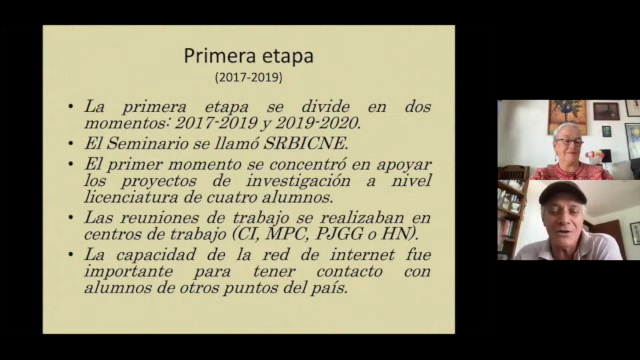 Primera etapa
(2017-2019)
• La primera etapa se divide en dos
momentos: 2017-2019 y 2019-2020.
• El Seminario se llamó SRBICNE.
• El primer momento se concentró en apoyar
los proyectos de investigación a nivel
licenciatura de cuatro alumnos.
• Las reuniones de trabajo se realizaban en
centros de trabajo (CI, MPC, PJGG o HN).
• La capacidad de la red de internet fue
importante para tener contacto con
alumnos de otros puntos del país.